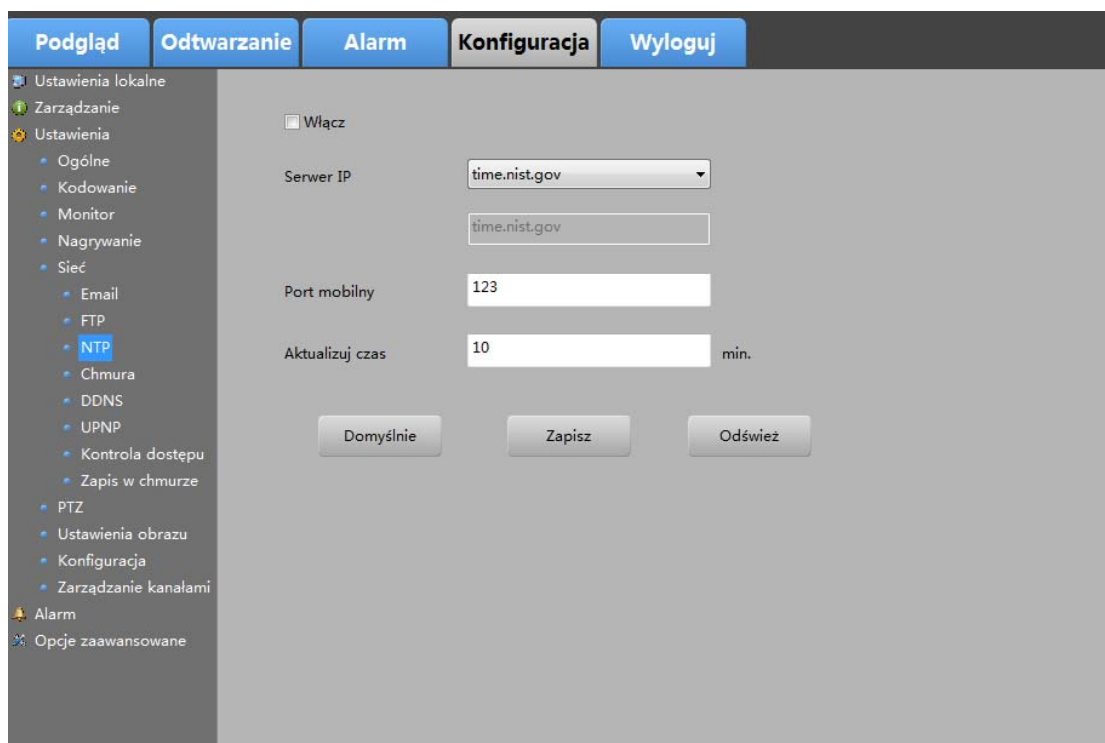 Podgląd Odtwarzanie Alarm Konfiguracja Wyloguj
Ustawienia lokalne
Zarządzanie
Ustawienia
Ogólne
Kodowanie
Monitor
Nagrywanie
Sieć
Email
FTP
NTP
Chmura
DDNS
UPNP
Kontrola dostępu
Zapis w chmurze
PTZ
Ustawienia obrazu
Konfiguracja
Zarządzanie kanałami
Alarm
Opcje zaawansowane
Włącz
Serwer IP time.nist.gov
time.nist.gov
Port mobilny 123
Aktualizuj czas 10 min.
Domyślnie Zapisz Odśwież